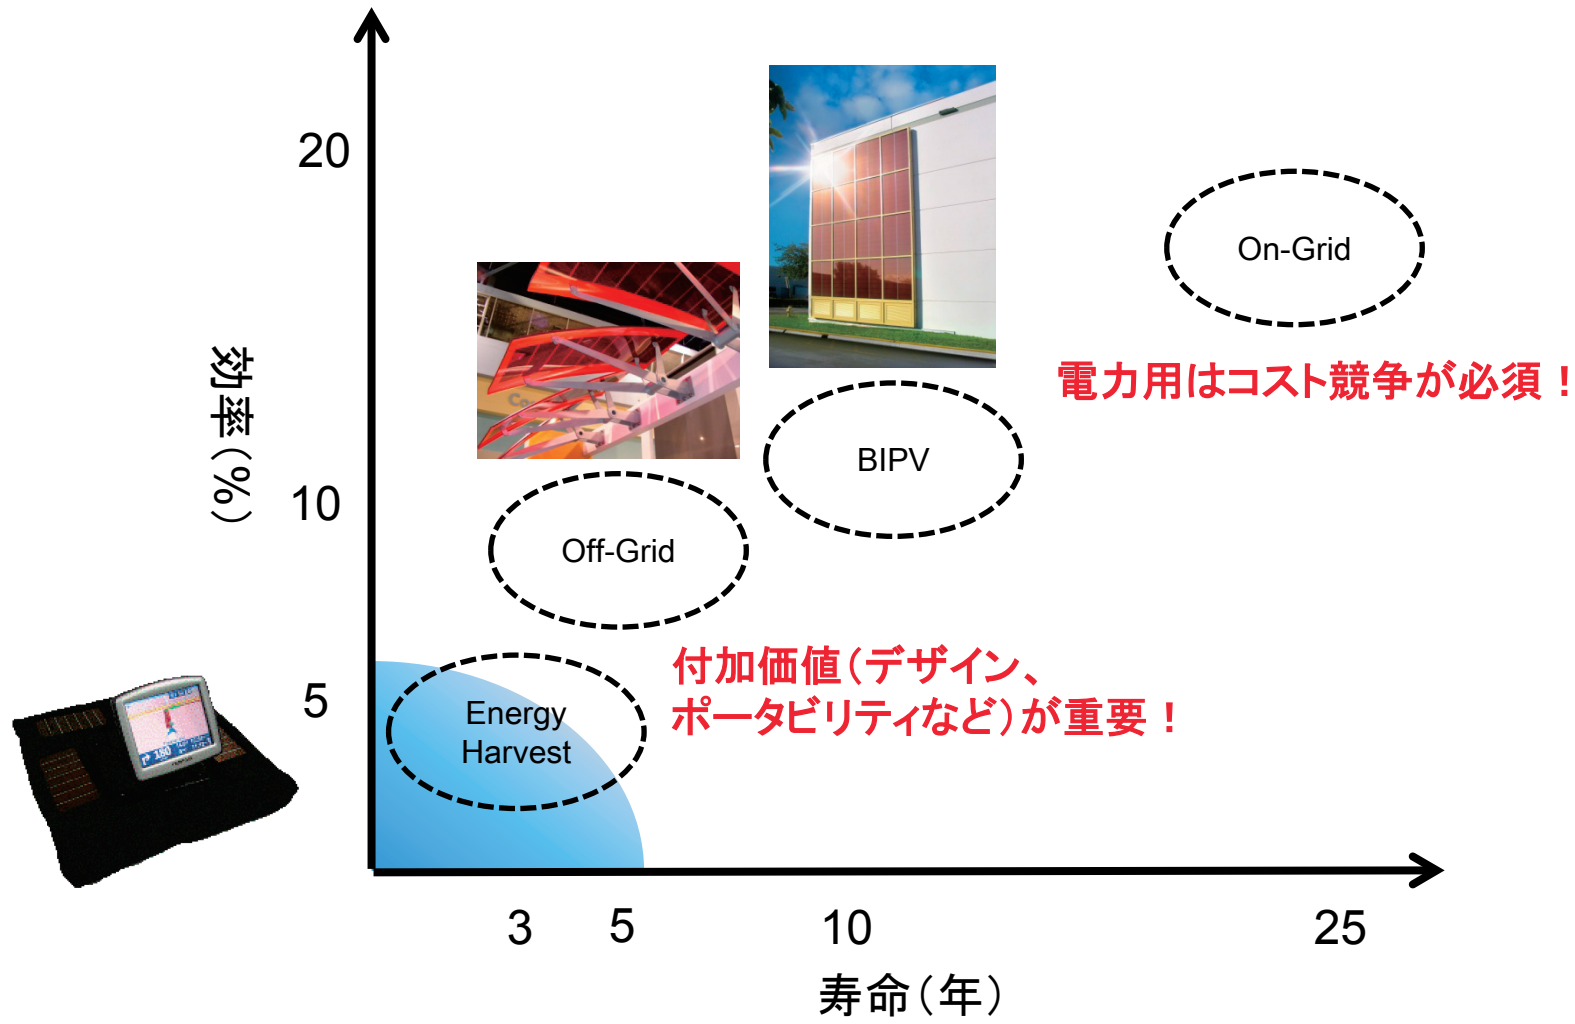 20
On-Grid
電力用はコスト競争が必須！
効率（%）
BIPV
10
Off-Grid
付加価値（デザイン、
ポータビリティなど）が重要！
5
Energy
Harvest
3
5
10
25
寿命（年）